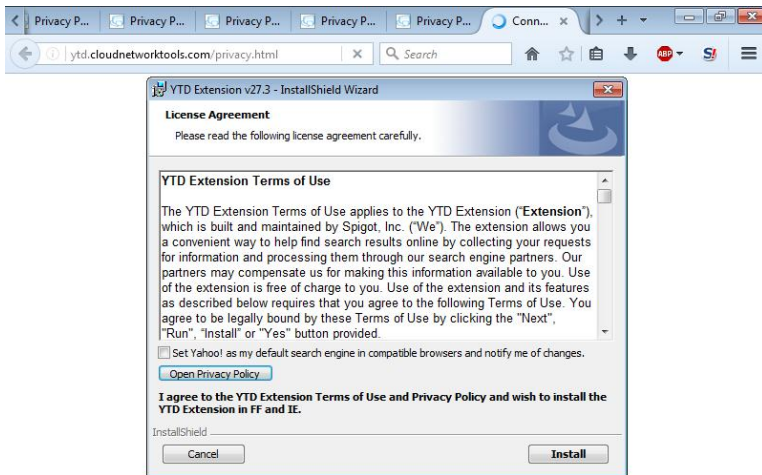 Privacy P...
Privacy P...
Privacy P...
Privacy P...
Privacy P...
Conn...
ytd.cloudnetworktools.com/privacy.html
Search
ABP
S!
YTD Extension v27.3 - InstallShield Wizard
License Agreement
Please read the following license agreement carefully.
YTD Extension Terms of Use
The YTD Extension Terms of Use applies to the YTD Extension (“Extension”),
which is built and maintained by Spigot, Inc. (“We”). The extension allows you
a convenient way to help find search results online by collecting your requests
for information and processing them through our search engine partners. Our
partners may compensate us for making this information available to you. Use
of the extension is free of charge to you. Use of the extension and its features
as described below requires that you agree to the following Terms of Use. You
agree to be legally bound by these Terms of Use by clicking the "Next",
"Run", “Install” or "Yes" button provided.
Set Yahoo! as my default search engine in compatible browsers and notify me of changes.
Open Privacy Policy
I agree to the YTD Extension Terms of Use and Privacy Policy and wish to install the
YTD Extension in FF and IE.
InstallShield
Cancel
Install